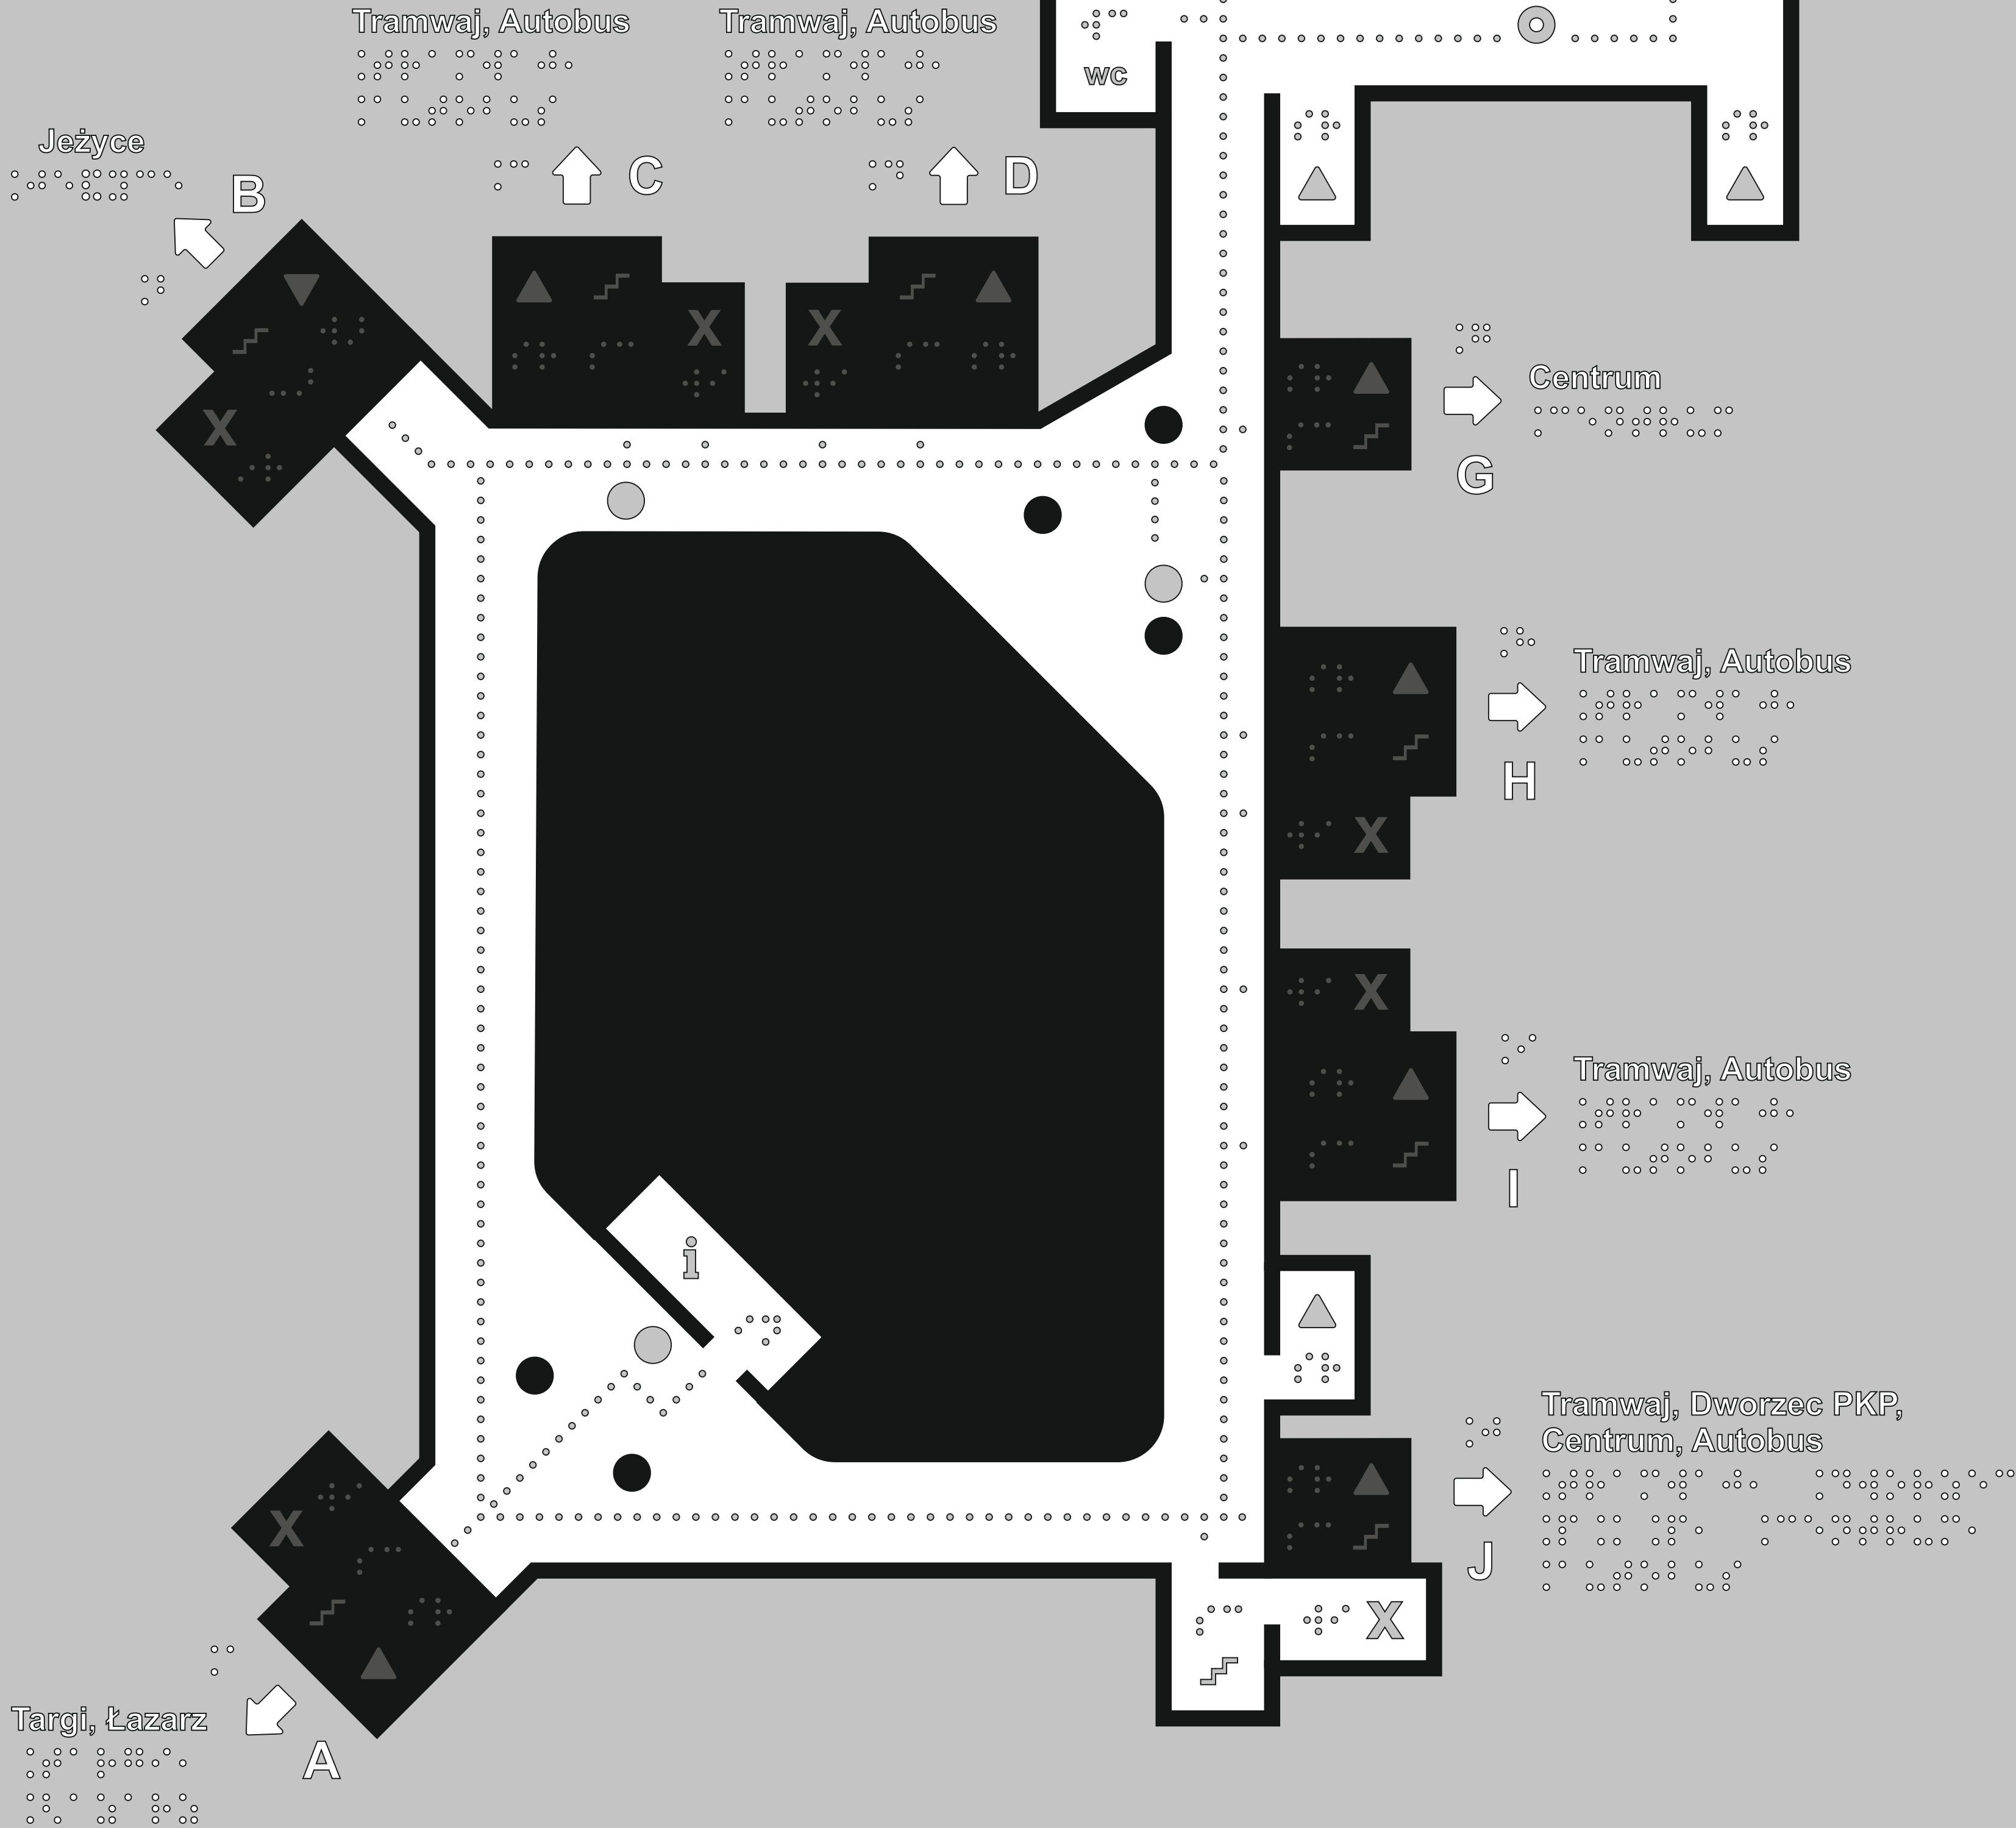 Tramwaj, Autobus
Tramwaj, Autobus
wc
Jeżyce
B
C
D
X
X
X
Centrum
G
Tramwaj, Autobus
H
X
X
Tramwaj, Autobus
I
i
Tramwaj, Dworzec PKP,
Centrum, Autobus
J
X
X
Targi, Łazarz
A